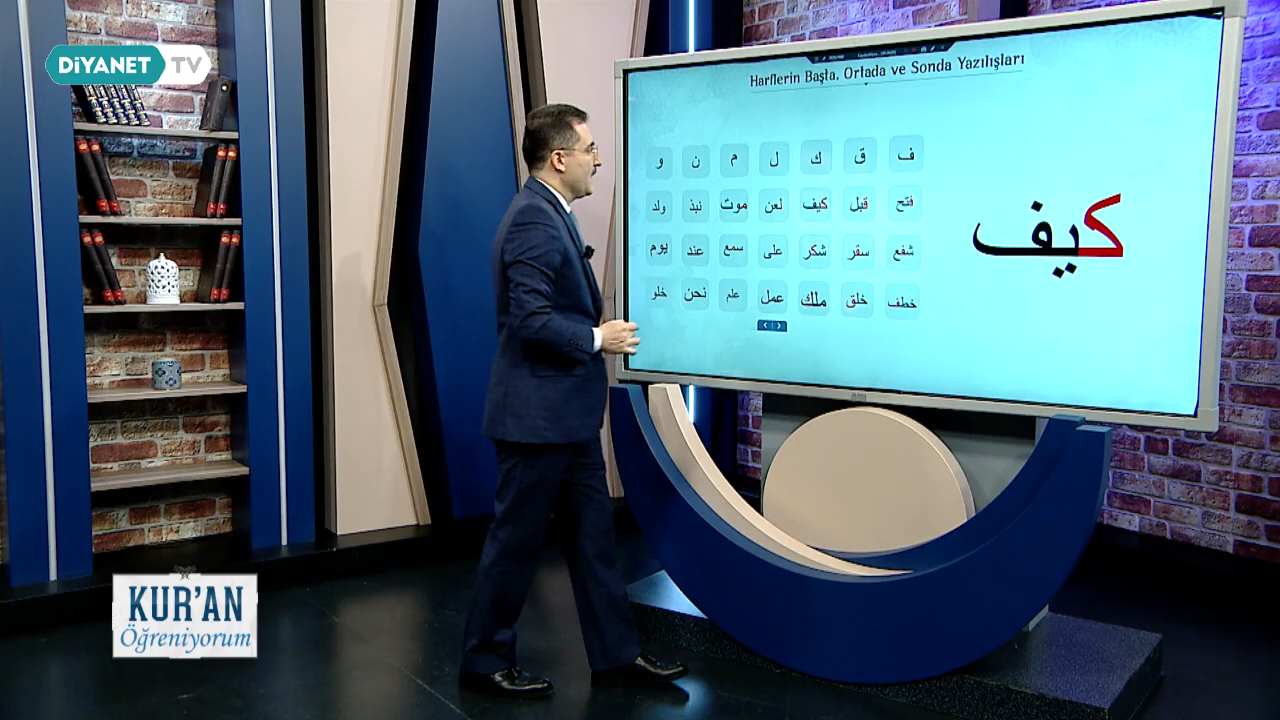 DİYANET TV
Harflerin Başta, Ortada ve Sonda Yazılışları
ف ق ك ل م ن و
فتح قبل كيف لعن موت نبذ ولد
شفع سقر شكر على سمع عند يوم
خطف خلق ملك عمل علم نحن خلو
كيف
KUR'AN
Öğreniyorum